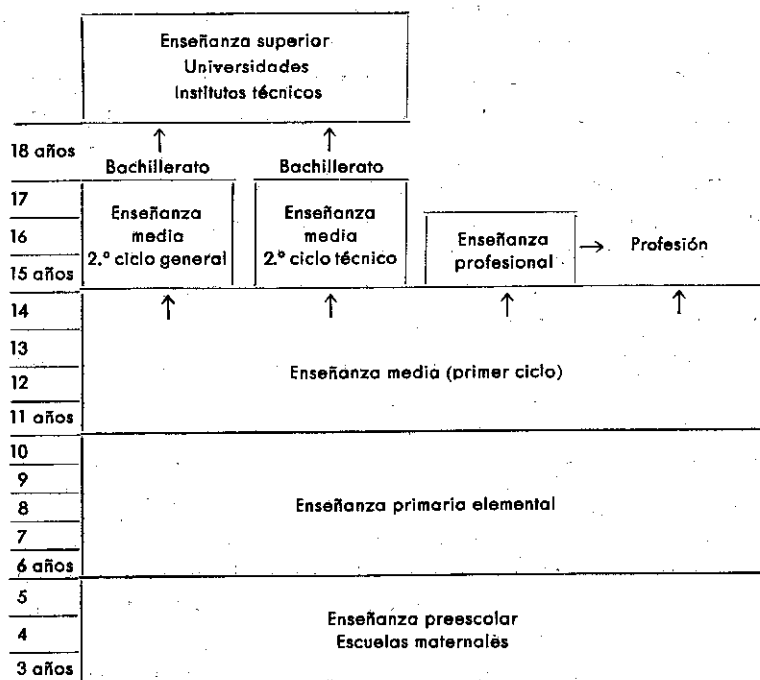 Enseñanza superior
Universidades
Institutos técnicos
18 años
Bachillerato Bachillerato
17
16
15 años
Enseñanza
media
2.º ciclo general
Enseñanza
media
2.º ciclo técnico
Enseñanza
profesional
Profesión
14
13
12
11 años
Enseñanza media (primer ciclo)
10
9
8
7
6 años
Enseñanza primaria elemental
5
4
3 años
Enseñanza preescolar
Escuelas maternales